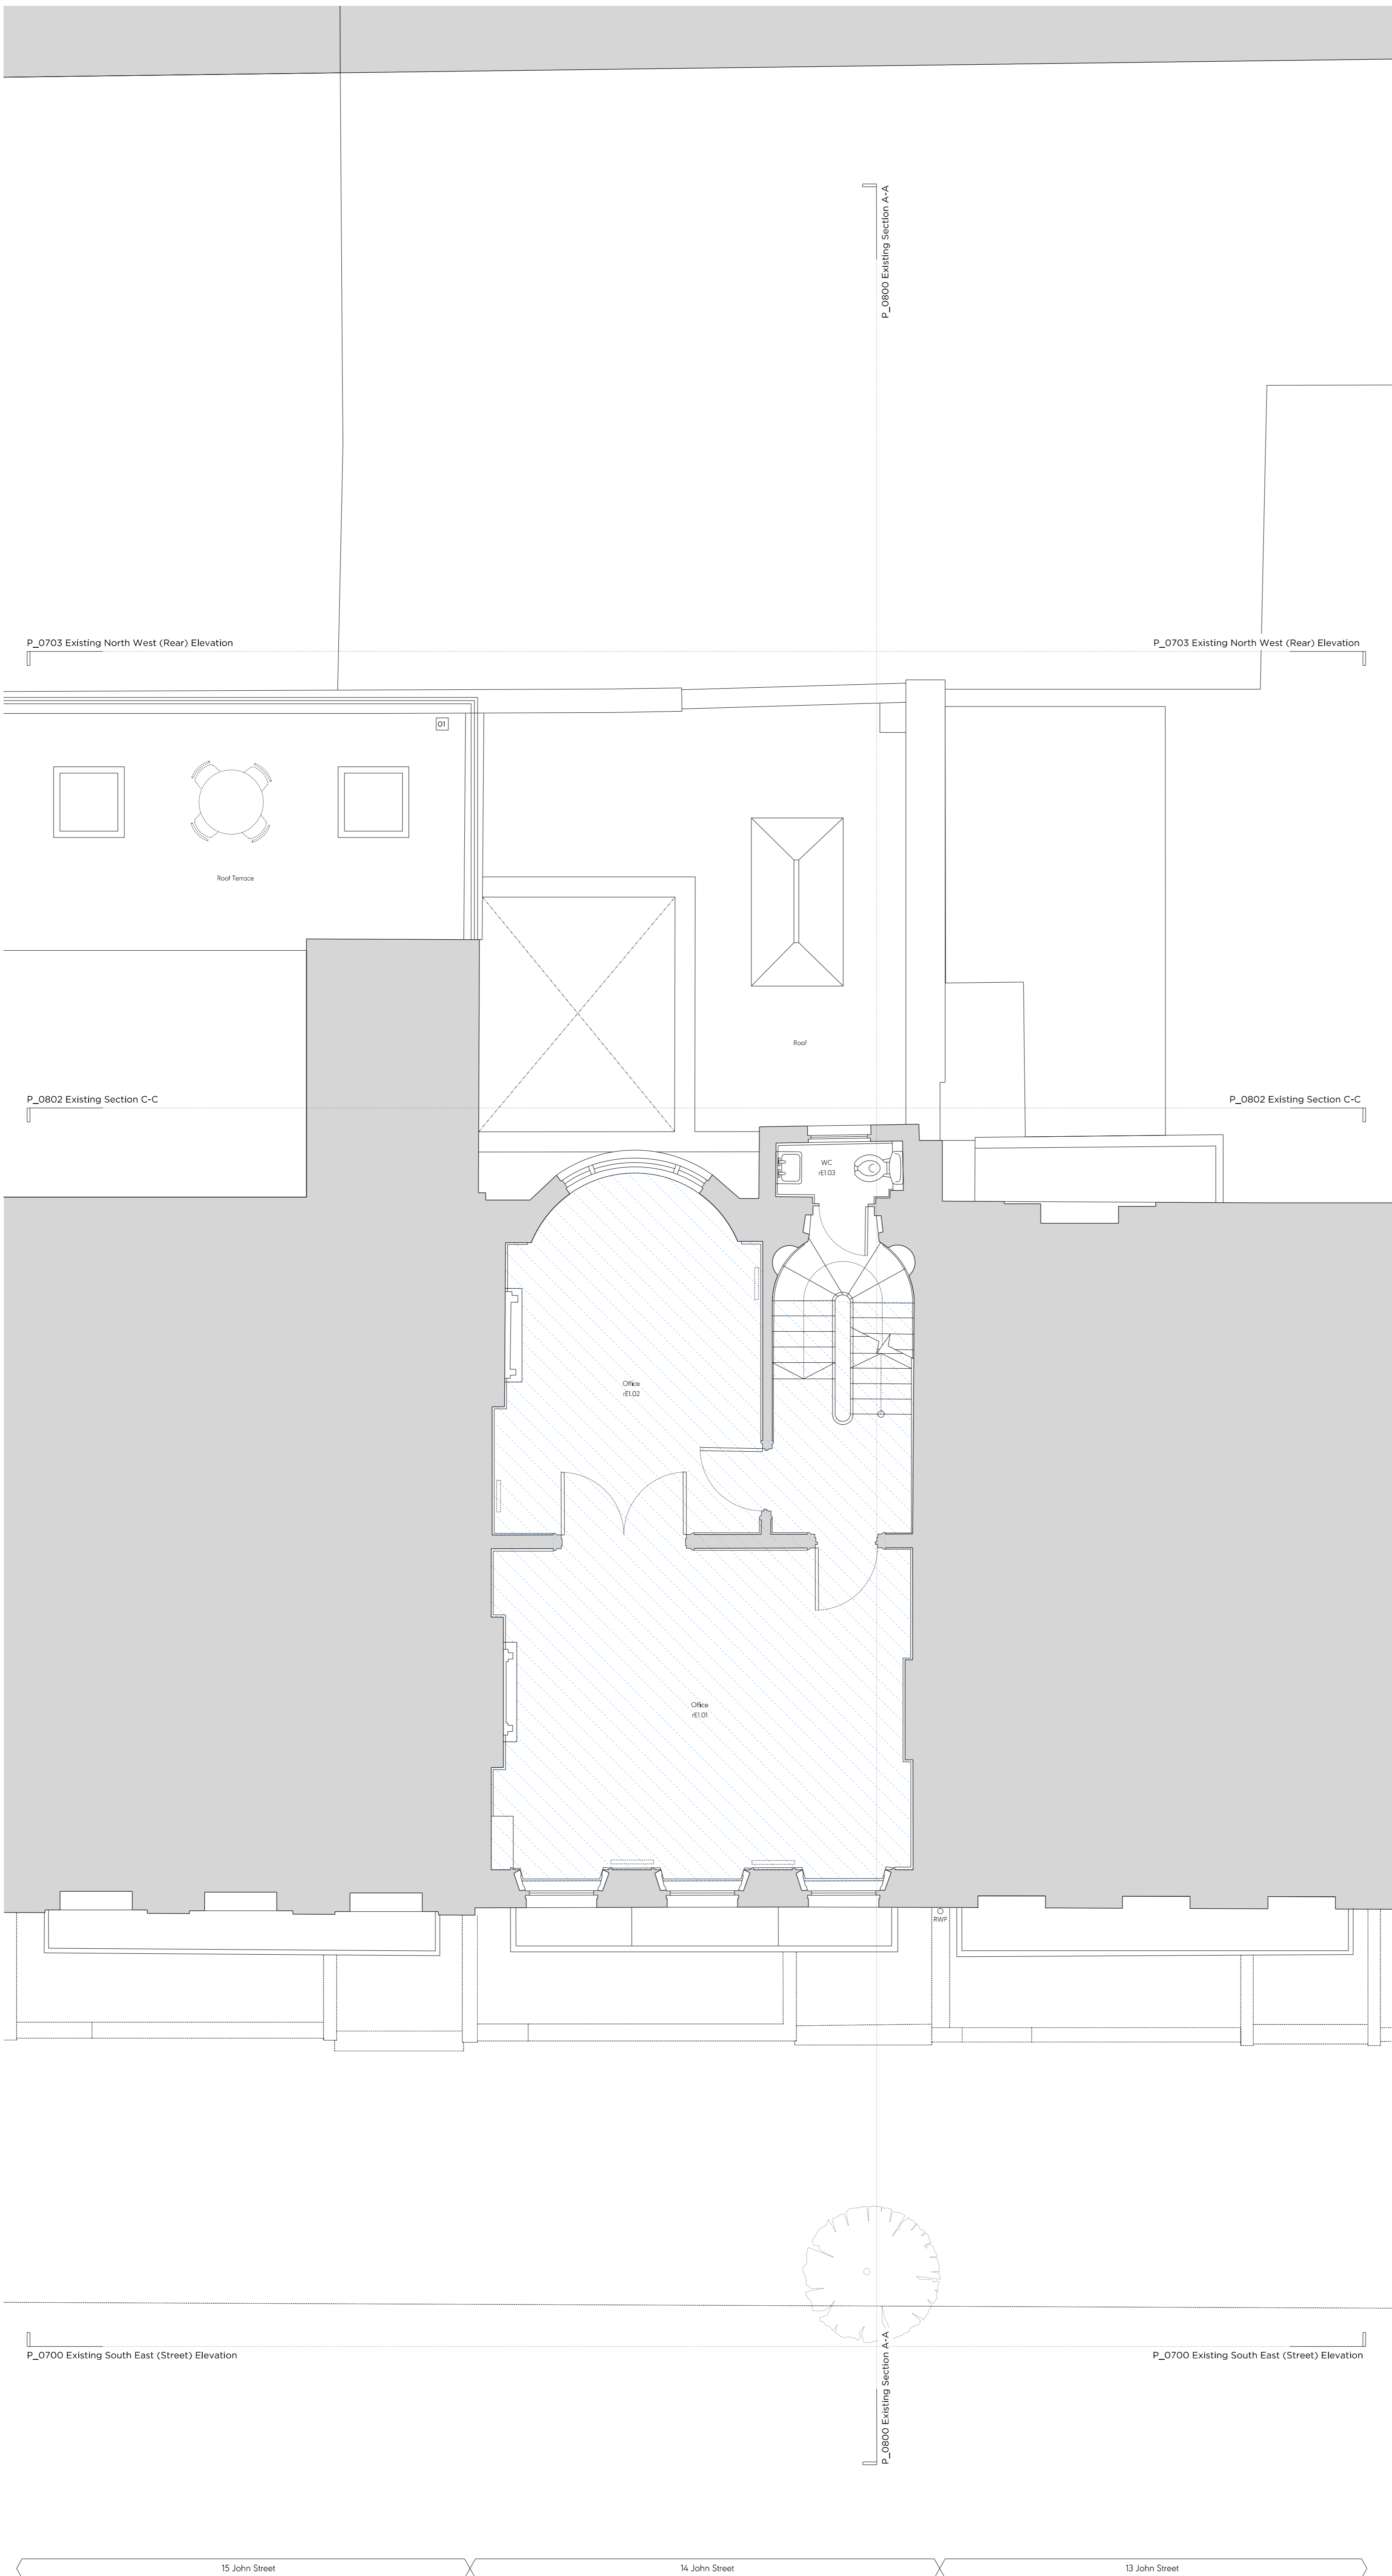 P_0800 Existing Section A-A
P_0703 Existing North West (Rear) Elevation
P_0703 Existing North West (Rear) Elevation
01
Roof Terrace
Roof
P_0802 Existing Section C-C
P_0802 Existing Section C-C
WC
rE1.03
Office
rE1.02
Office
rE1.01
RWP
P_0700 Existing South East (Street) Elevation
P_0700 Existing South East (Street) Elevation
P_0800 Existing Section A-A
15 John Street
14 John Street
13 John Street